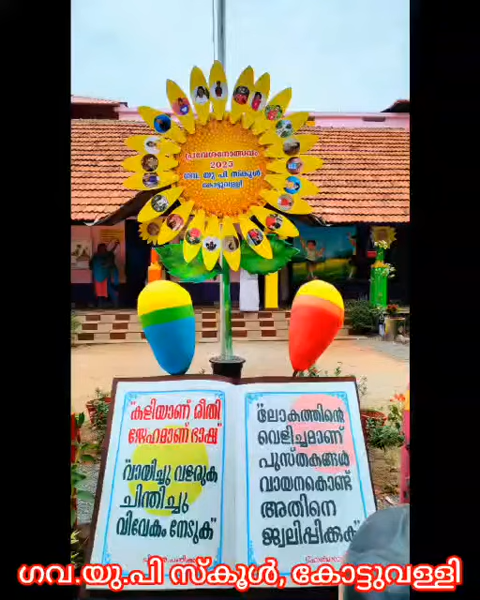 പ്രവേശനോത്സവം
2023
ഗവ. യു പി സ്കൂൾ
കോട്ടുവള്ളി
"കളിയാണ് രീതി
സ്നേഹമാണ് ഭാഷ"
"വായിച്ചു വളരുക
ചിന്തിച്ചു
വിവേകം നേടുക"
"ലോകത്തിന്റെ
വെളിച്ചമാണ്
പുസ്തകങ്ങൾ
വായനകൊണ്ട്
അതിനെ
ജ്വലിപ്പിക്കുക"
ഗവ.യു.പി സ്കൂൾ, കോട്ടുവള്ളി